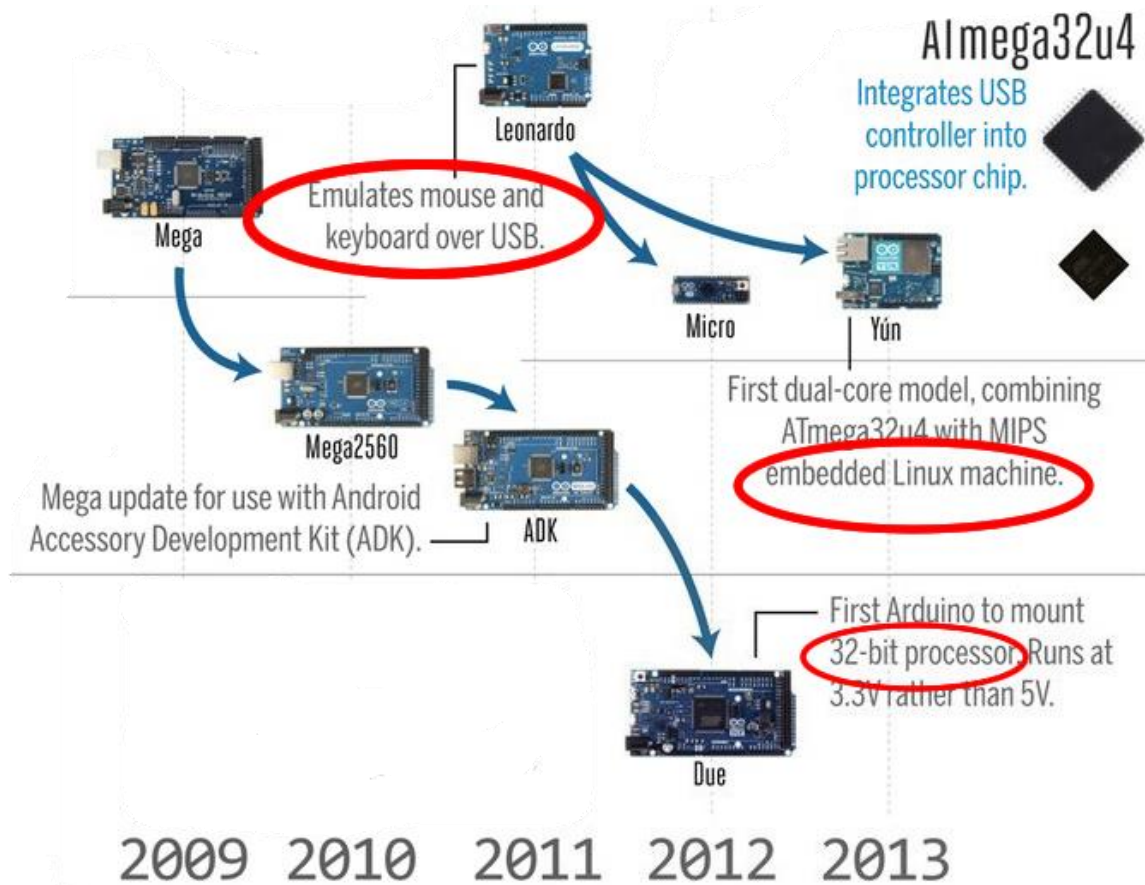 ATmega32u4
Integrates USB
controller into
processor chip.
Leonardo
Emulates mouse and
keyboard over USB.
Mega
Micro
Yún
First dual-core model, combining
ATmega32u4 with MIPS
embedded Linux machine.
Mega2560
Mega update for use with Android
Accessory Development Kit (ADK).
ADK
First Arduino to mount
32-bit processor. Runs at
3.3V rather than 5V.
Due
2009 2010 2011 2012 2013